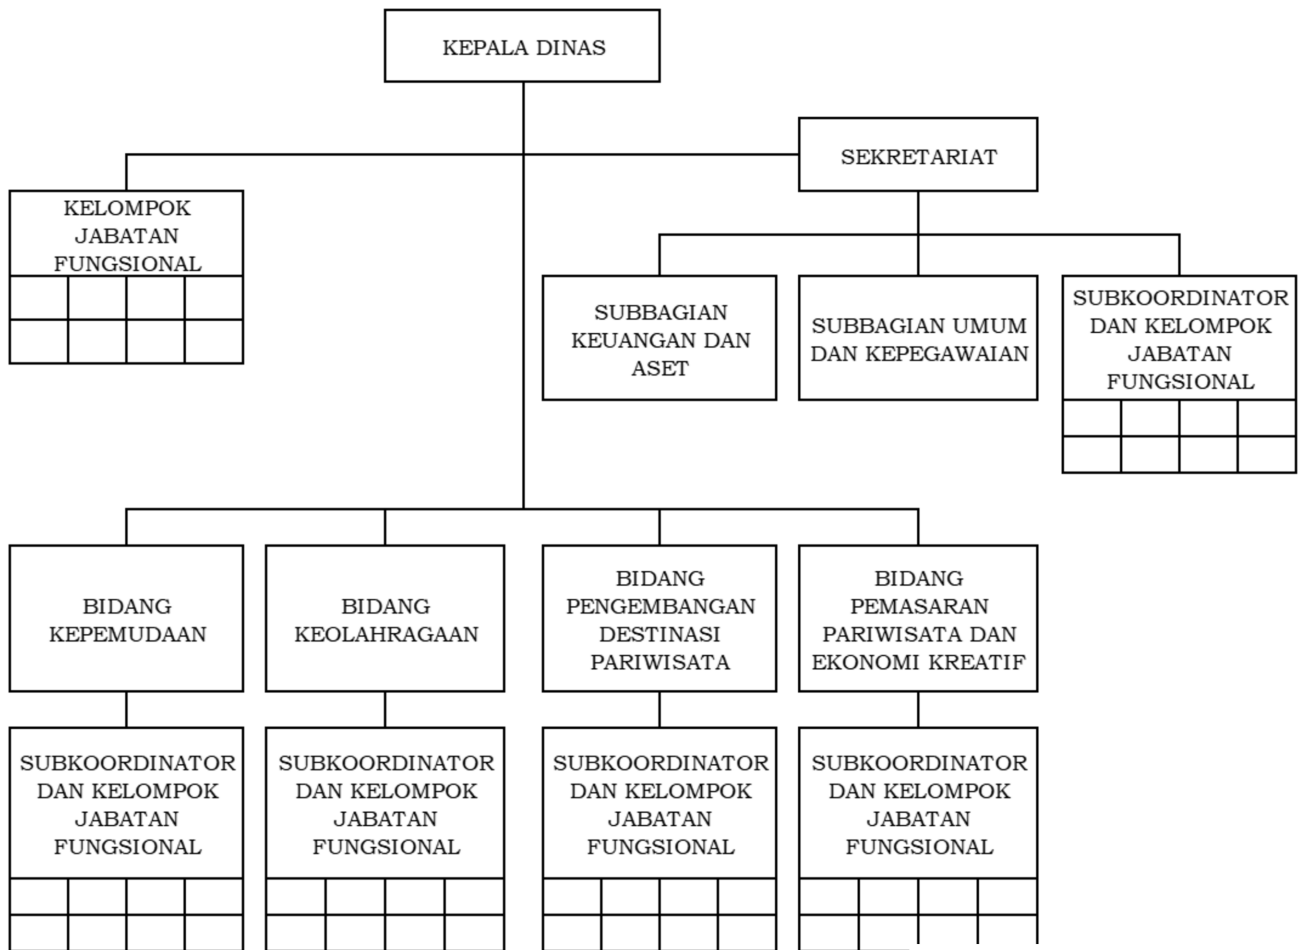 KEPALA DINAS
SEKRETARIAT
KELOMPOK
JABATAN
FUNGSIONAL
SUBBAGIAN
KEUANGAN DAN
ASET
SUBBAGIAN UMUM
DAN KEPEGAWAIAN
SUBKOORDINATOR
DAN KELOMPOK
JABATAN
FUNGSIONAL
BIDANG
KEPEMUDAAN
BIDANG
KEOLAHRAGAAN
BIDANG
PENGEMBANGAN
DESTINASI
PARIWISATA
BIDANG
PEMASARAN
PARIWISATA DAN
EKONOMI KREATIF
SUBKOORDINATOR
DAN KELOMPOK
JABATAN
FUNGSIONAL
SUBKOORDINATOR
DAN KELOMPOK
JABATAN
FUNGSIONAL
SUBKOORDINATOR
DAN KELOMPOK
JABATAN
FUNGSIONAL
SUBKOORDINATOR
DAN KELOMPOK
JABATAN
FUNGSIONAL